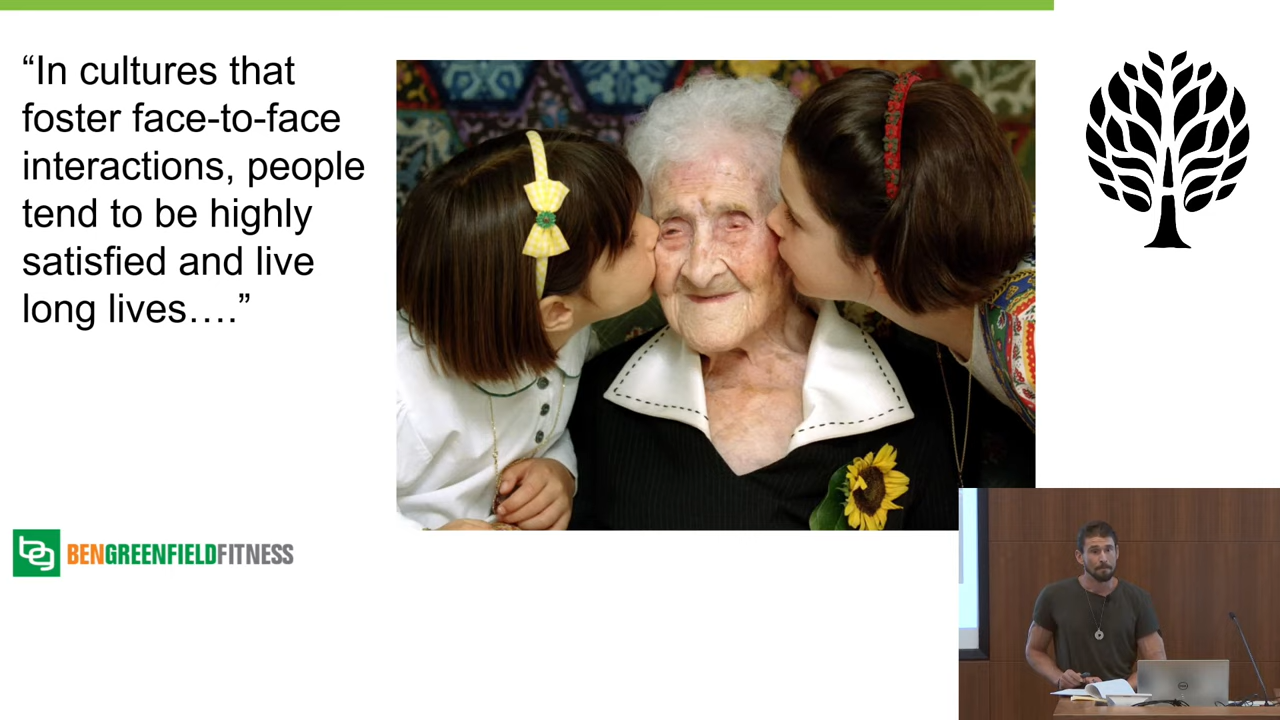 “In cultures that
foster face-to-face
interactions, people
tend to be highly
satisfied and live
long lives….”
beg BENGREENFIELDFITNESS